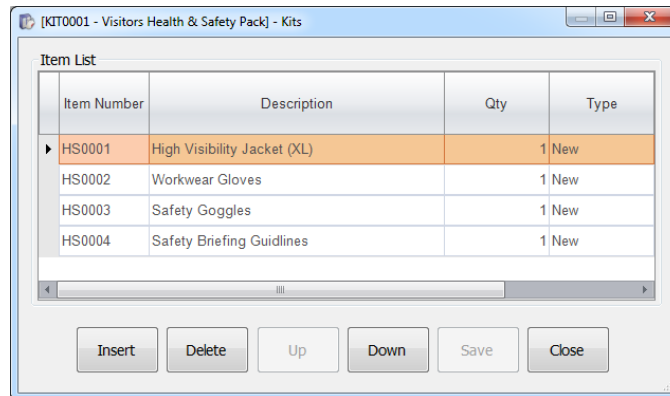 [KIT0001 - Visitors Health & Safety Pack] - Kits
Item List
Item Number Description Qty Type
HS0001 High Visibility Jacket (XL) 1 New
HS0002 Workwear Gloves 1 New
HS0003 Safety Goggles 1 New
HS0004 Safety Briefing Guidlines 1 New
Insert Delete Up Down Save Close